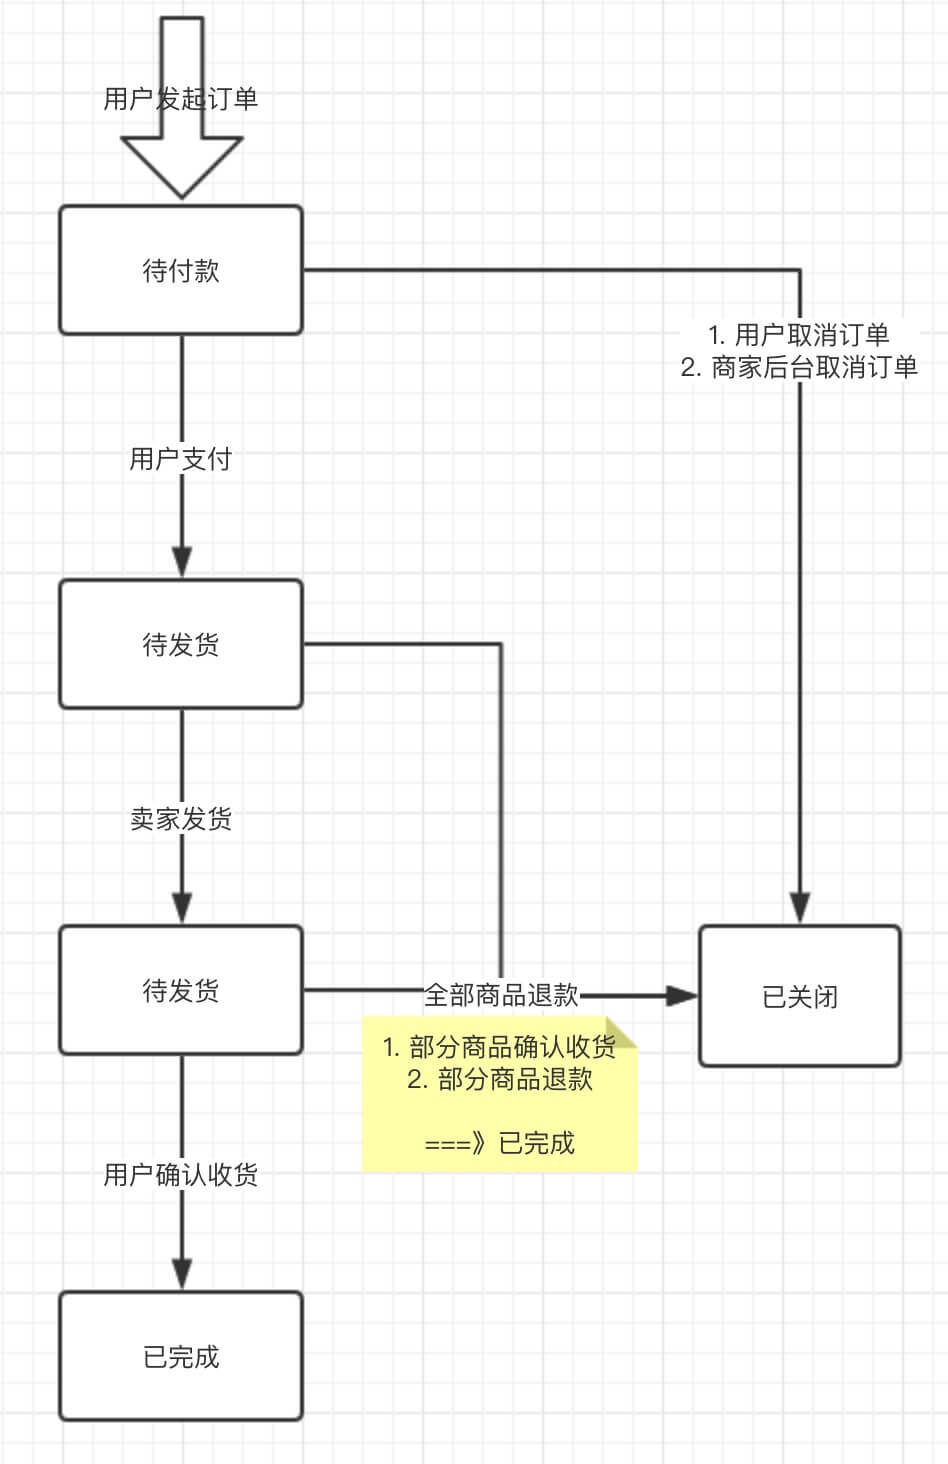 用户发起订单
待付款
1. 用户取消订单
2. 商家后台取消订单
用户支付
待发货
卖家发货
待发货
全部商品退款
已关闭
1. 部分商品确认收货
2. 部分商品退款
===》已完成
用户确认收货
已完成